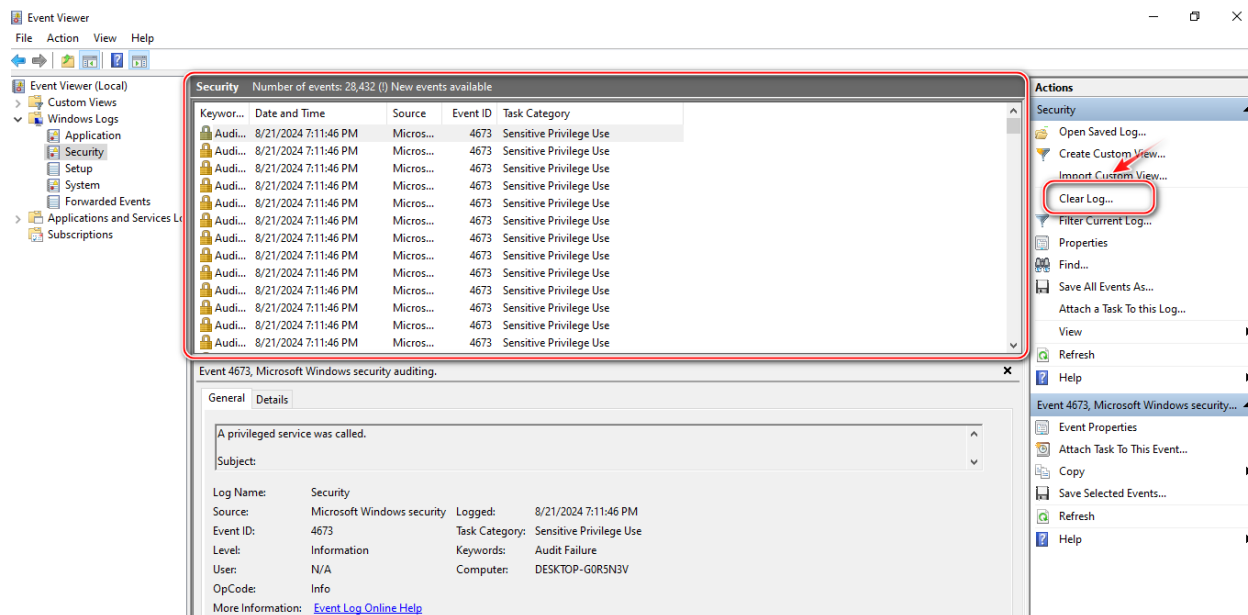 Event Viewer
File Action View Help
Event Viewer (Local)
Custom Views
Windows Logs
Application
Security
Setup
System
Forwarded Events
Applications and Services Lo
Subscriptions
Security Number of events: 28,432 (!) New events available
Keywor... Date and Time Source Event ID Task Category
Audi... 8/21/2024 7:11:46 PM Micros... 4673 Sensitive Privilege Use
Audi... 8/21/2024 7:11:46 PM Micros... 4673 Sensitive Privilege Use
Audi... 8/21/2024 7:11:46 PM Micros... 4673 Sensitive Privilege Use
Audi... 8/21/2024 7:11:46 PM Micros... 4673 Sensitive Privilege Use
Audi... 8/21/2024 7:11:46 PM Micros... 4673 Sensitive Privilege Use
Audi... 8/21/2024 7:11:46 PM Micros... 4673 Sensitive Privilege Use
Audi... 8/21/2024 7:11:46 PM Micros... 4673 Sensitive Privilege Use
Audi... 8/21/2024 7:11:46 PM Micros... 4673 Sensitive Privilege Use
Audi... 8/21/2024 7:11:46 PM Micros... 4673 Sensitive Privilege Use
Audi... 8/21/2024 7:11:46 PM Micros... 4673 Sensitive Privilege Use
Audi... 8/21/2024 7:11:46 PM Micros... 4673 Sensitive Privilege Use
Audi... 8/21/2024 7:11:46 PM Micros... 4673 Sensitive Privilege Use
Audi... 8/21/2024 7:11:46 PM Micros... 4673 Sensitive Privilege Use
Event 4673, Microsoft Windows security auditing.
General Details
A privileged service was called.
Subject:
Log Name: Security
Source: Microsoft Windows security Logged: 8/21/2024 7:11:46 PM
Event ID: 4673 Task Category: Sensitive Privilege Use
Level: Information Keywords: Audit Failure
User: N/A Computer: DESKTOP-G0R5N3V
OpCode: Info
More Information: Event Log Online Help
Actions
Security
Open Saved Log...
Create Custom View...
Import Custom View...
Clear Log...
Filter Current Log...
Properties
Find...
Save All Events As...
Attach a Task To this Log...
View
Refresh
Help
Event 4673, Microsoft Windows security...
Event Properties
Attach Task To This Event...
Copy
Save Selected Events...
Refresh
Help